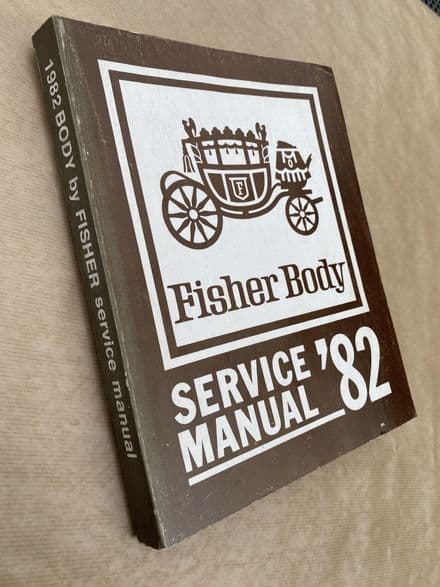 1982 BODY by FISHER service manual
F
Fisher Body
SERVICE
MANUAL '82